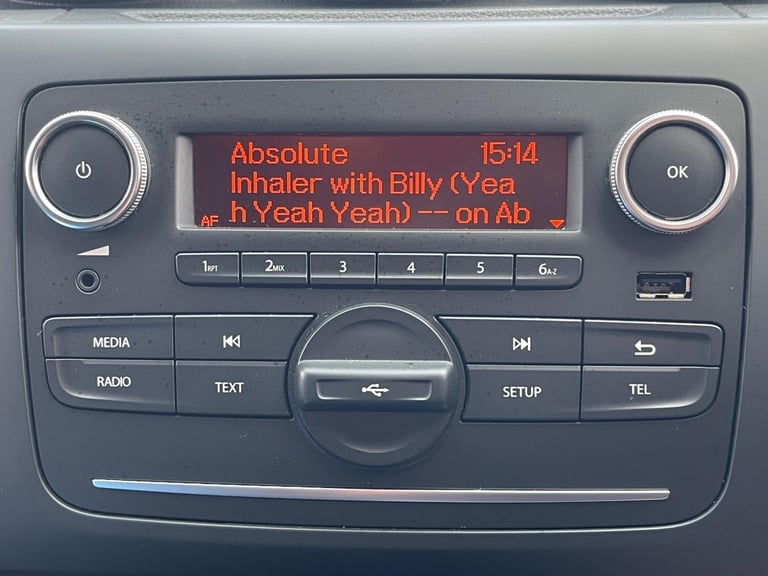 Absolute 15:14
Inhaler with Billy (Yea
AF h Yeah Yeah) -- on Ab
OK
1RPT 2MIX 3 4 5 6A-Z
MEDIA
RADIO TEXT SETUP TEL